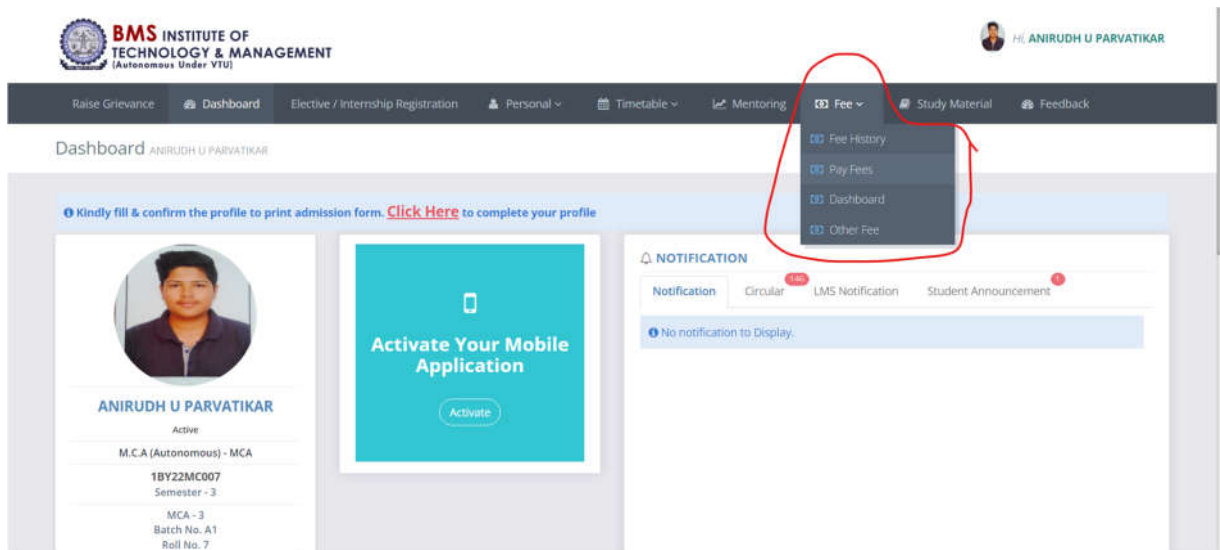 BMS INSTITUTE OF
TECHNOLOGY & MANAGEMENT
(Autonomous Under VTU)
Hi, ANIRUDH U PARVATIKAR
Raise Grievance Dashboard Elective / Internship Registration Personal Timetable Mentoring Fee Study Material Feedback
Fee History
Pay Fees
Dashboard
Other Fee
Dashboard ANIRUDH U PARVATIKAR
Kindly fill & confirm the profile to print admission form. Click Here to complete your profile
ANIRUDH U PARVATIKAR
Active
M.C.A (Autonomous) - MCA
1BY22MC007
Semester - 3
MCA - 3
Batch No. A1
Roll No. 7
Activate Your Mobile
Application
Activate
NOTIFICATION
Notification Circular 146 LMS Notification Student Announcement 1
No notification to Display.